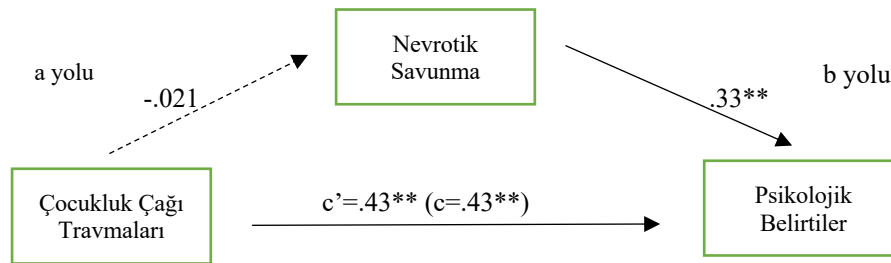 Nevrotik
Savunma
a yolu
b yolu
-.021
.33**
Çocukluk Çağı
Travmaları
c’=.43** (c=.43**)
Psikolojik
Belirtiler